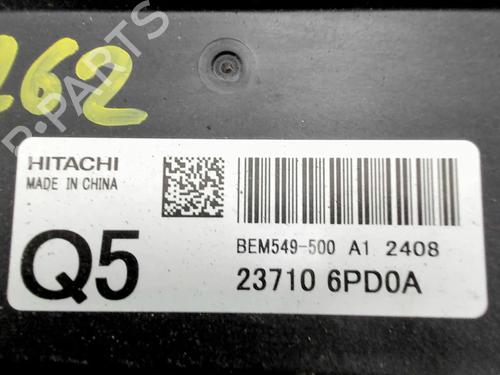 262
B-PARTS
HITACHI
MADE IN CHINA
Q5
BEM549-500 A1 2408
23710 6PD0A